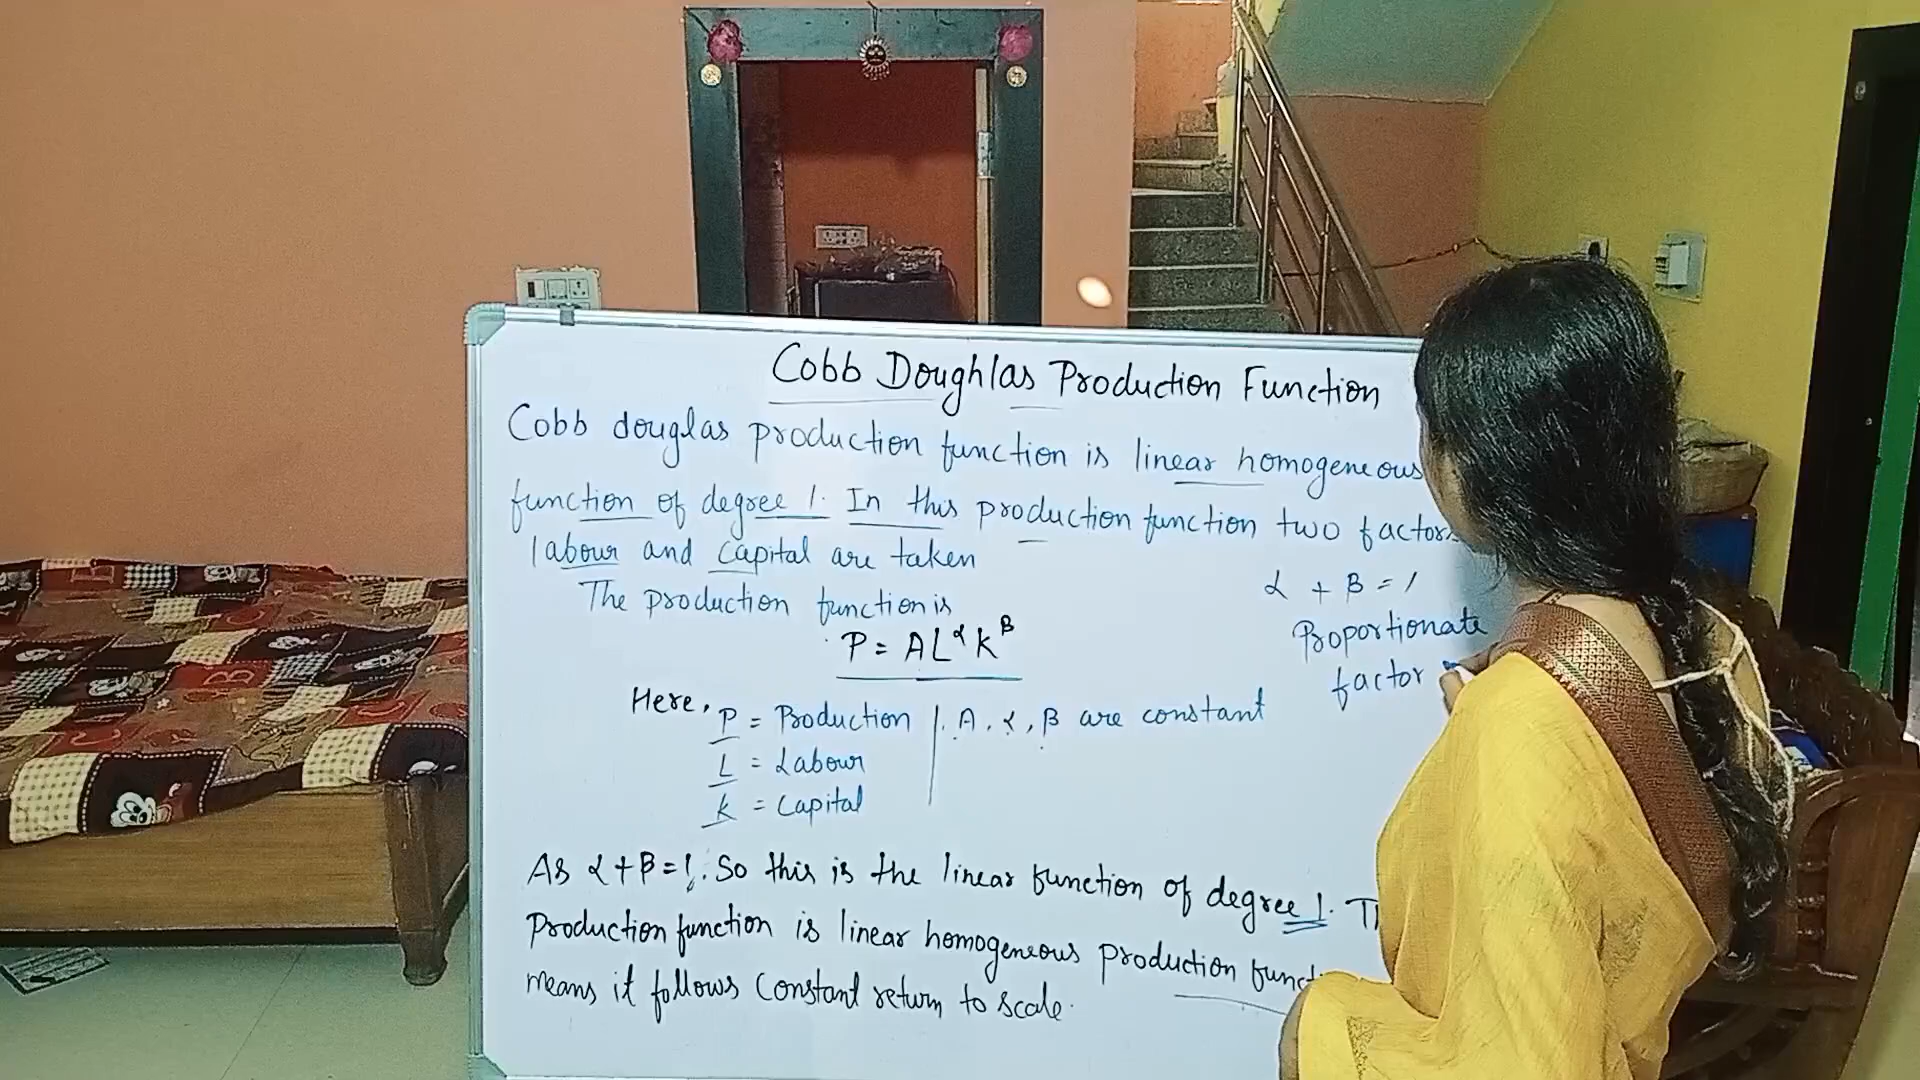 Cobb Doughlas Production Function
Cobb douglas production function is linear homogeneous
function of degree 1. In this production function two factors
labour and capital are taken
The production function is
P = AL^α K^β
α + β = 1
Proportionate
factor
Here, P = Production | A, α, β are constant
L = Labour
K = Capital
As α + β = 1. So this is the linear function of degree 1.
Production function is linear homogeneous production
means it follows constant return to scale.